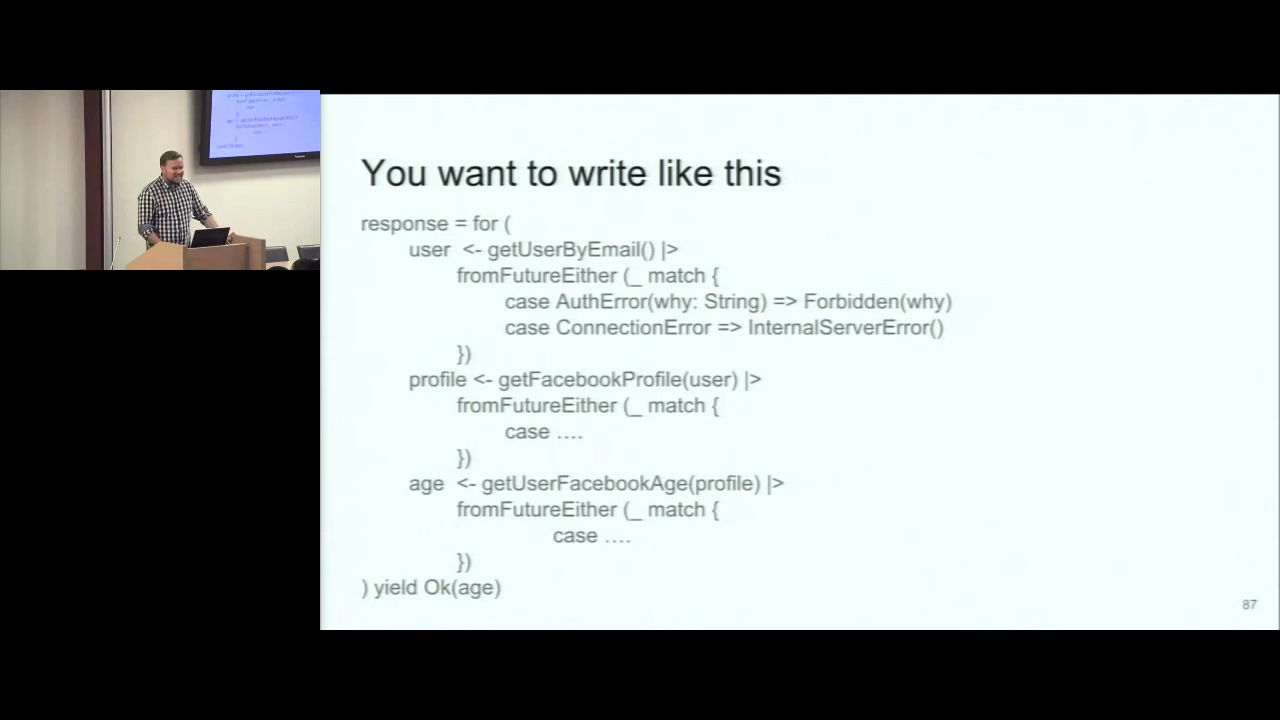 You want to write like this
response = for (
user <- getUserByEmail() |>
fromFutureEither (_ match {
case AuthError(why: String) => Forbidden(why)
case ConnectionError => InternalServerError()
})
profile <- getFacebookProfile(user) |>
fromFutureEither (_ match {
case ....
})
age <- getUserFacebookAge(profile) |>
fromFutureEither (_ match {
case ....
})
) yield Ok(age)
87